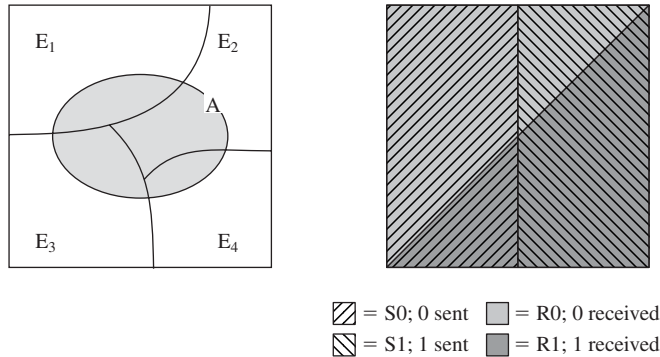 E1
E2
A
E3
E4
= S0; 0 sent
= R0; 0 received
= S1; 1 sent
= R1; 1 received